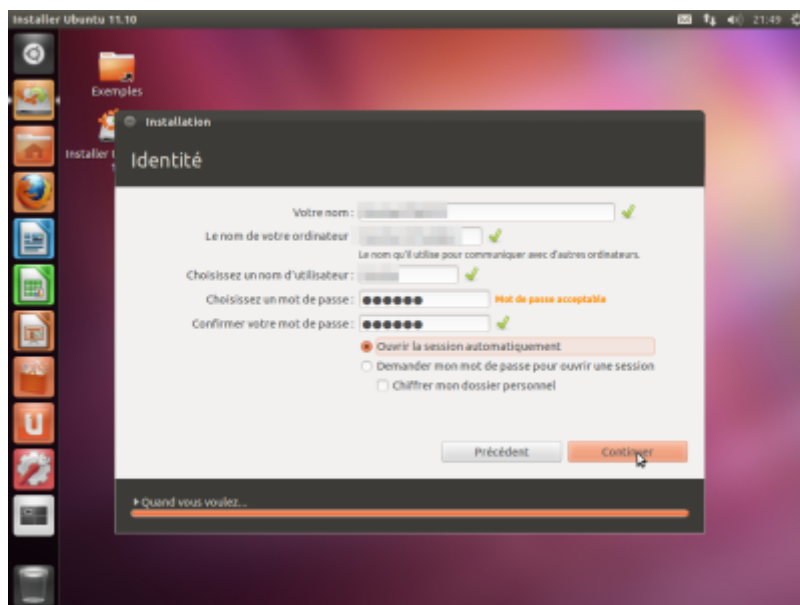 Installer Ubuntu 11.10
21:49
Exemples
Installer
Installation
Identité
Votre nom :
Le nom de votre ordinateur
Le nom qu'il utilise pour communiquer avec d'autres ordinateurs.
Choisissez un nom d'utilisateur :
Choisissez un mot de passe :
Mot de passe acceptable
Confirmer votre mot de passe :
Ouvrir la session automatiquement
Demander mon mot de passe pour ouvrir une session
Chiffrer mon dossier personnel
Précédent
Continuer
Quand vous voulez...